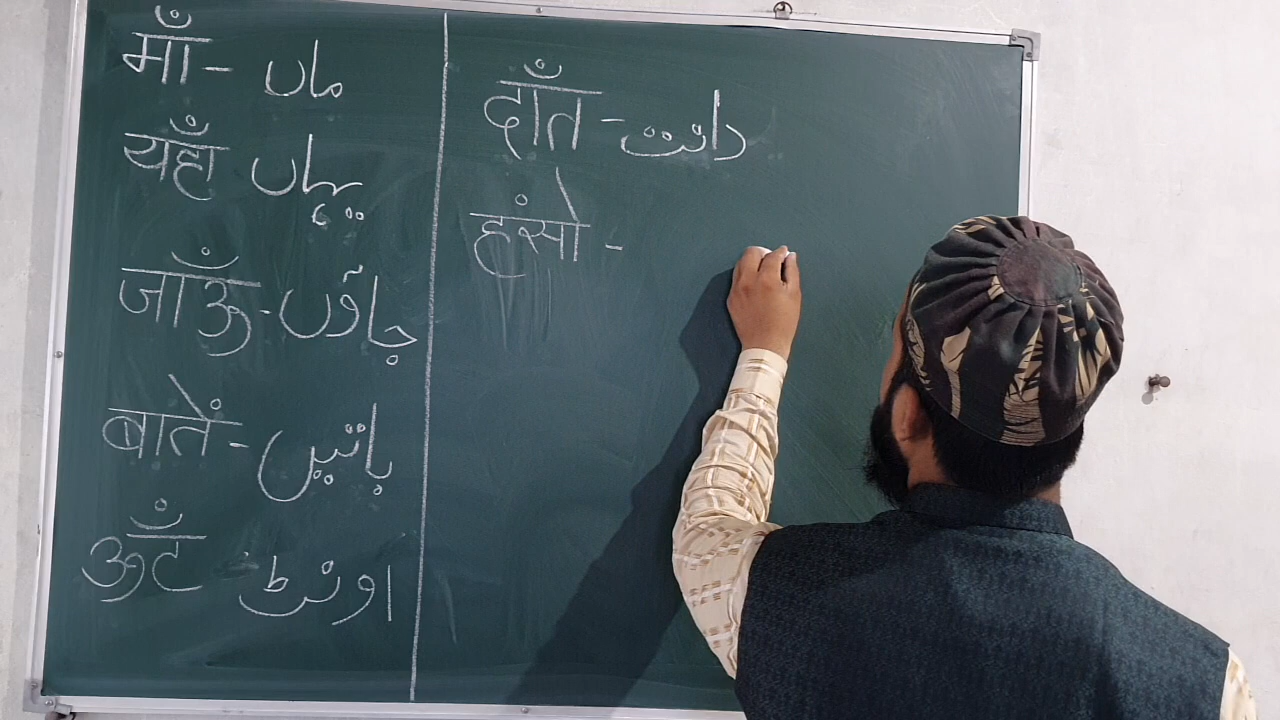 माँ - ماں
यहाँ یہاں
जाऊँ - جاؤں
बातें - باتیں
ऊँट - اونٹ
दाँत - دانت
हंसो -